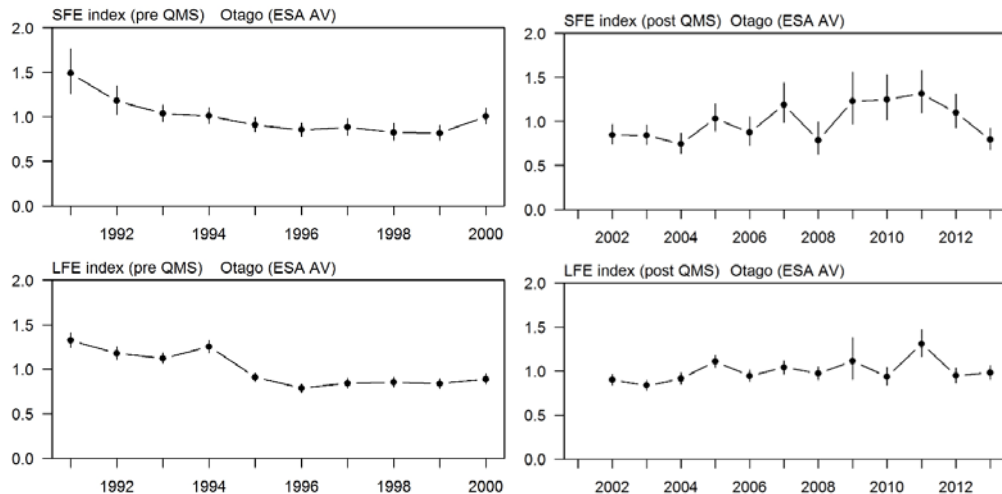 SFE index (pre QMS) Otago (ESA AV)
2.0
1.5
1.0
0.5
0.0
1992 1994 1996 1998 2000
SFE index (post QMS) Otago (ESA AV)
2.0
1.5
1.0
0.5
0.0
2002 2004 2006 2008 2010 2012
LFE index (pre QMS) Otago (ESA AV)
2.0
1.5
1.0
0.5
0.0
1992 1994 1996 1998 2000
LFE index (post QMS) Otago (ESA AV)
2.0
1.5
1.0
0.5
0.0
2002 2004 2006 2008 2010 2012